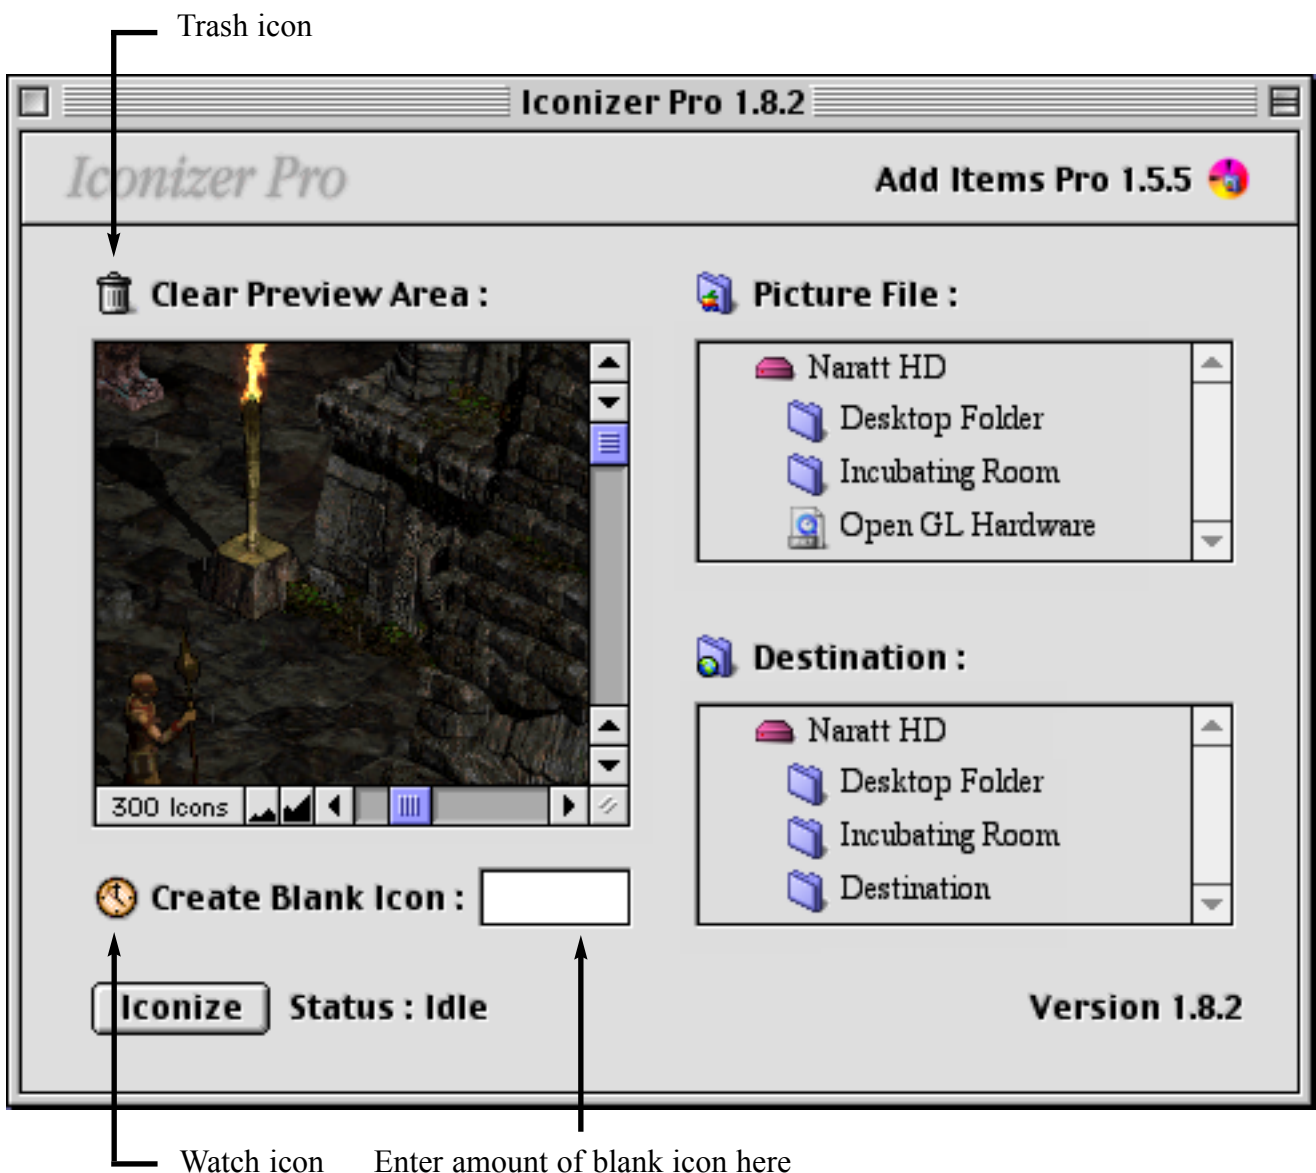 Trash icon
Iconizer Pro 1.8.2
Iconizer Pro
Add Items Pro 1.5.5
Clear Preview Area :
300 Icons
Create Blank Icon :
Iconize
Status : Idle
Picture File :
Naratt HD
Desktop Folder
Incubating Room
Open GL Hardware
Destination :
Naratt HD
Desktop Folder
Incubating Room
Destination
Version 1.8.2
Watch icon
Enter amount of blank icon here